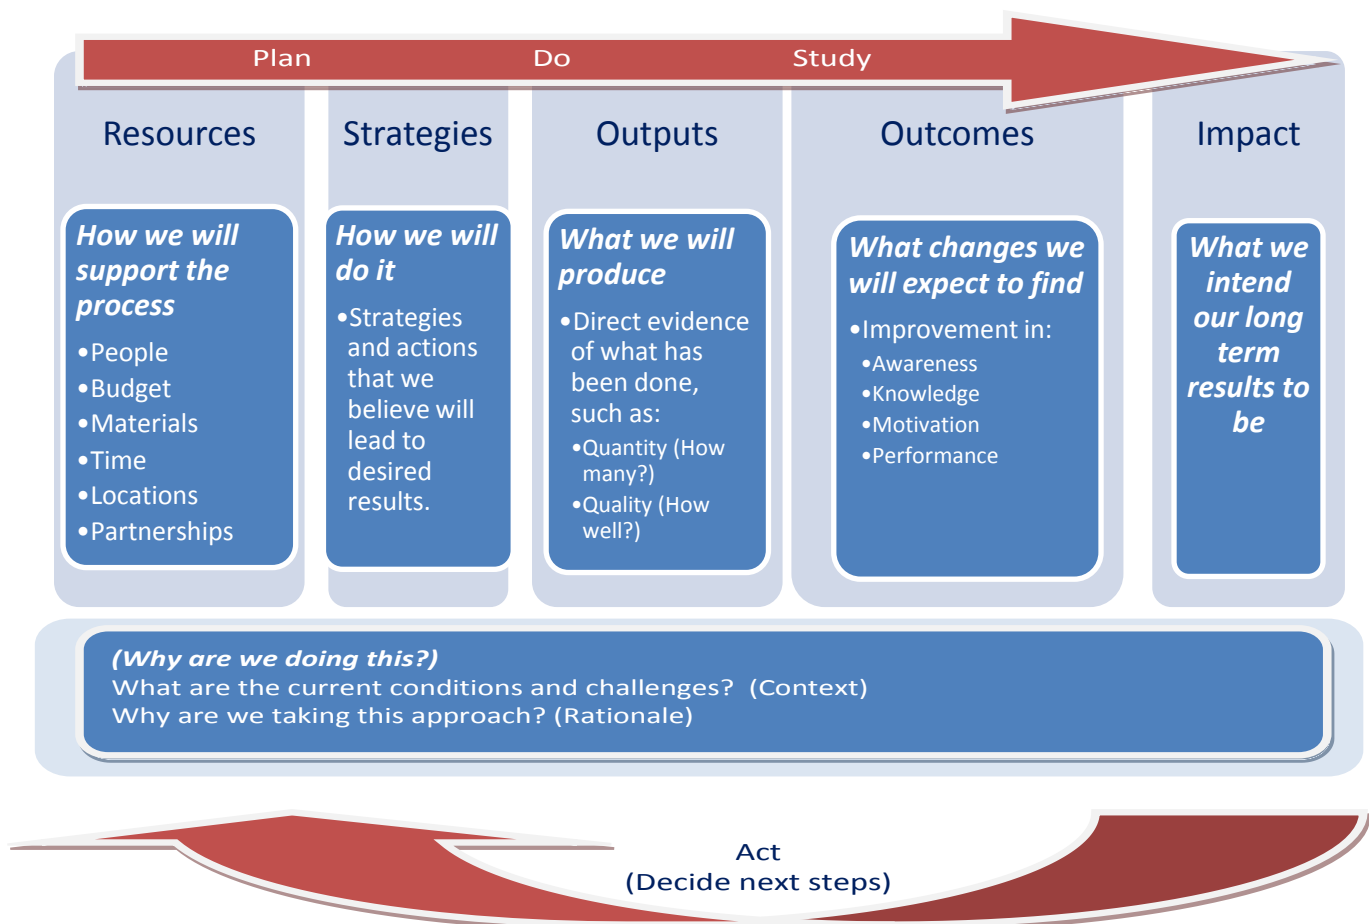 Plan Do Study
Resources
Strategies
Outputs
Outcomes
Impact
How we will
support the
process
•People
•Budget
•Materials
•Time
•Locations
•Partnerships
How we will
do it
•Strategies
and actions
that we
believe will
lead to
desired
results.
What we will
produce
•Direct evidence
of what has
been done,
such as:
•Quantity (How
many?)
•Quality (How
well?)
What changes we
will expect to find
•Improvement in:
•Awareness
•Knowledge
•Motivation
•Performance
What we
intend
our long
term
results to
be
(Why are we doing this?)
What are the current conditions and challenges? (Context)
Why are we taking this approach? (Rationale)
Act
(Decide next steps)